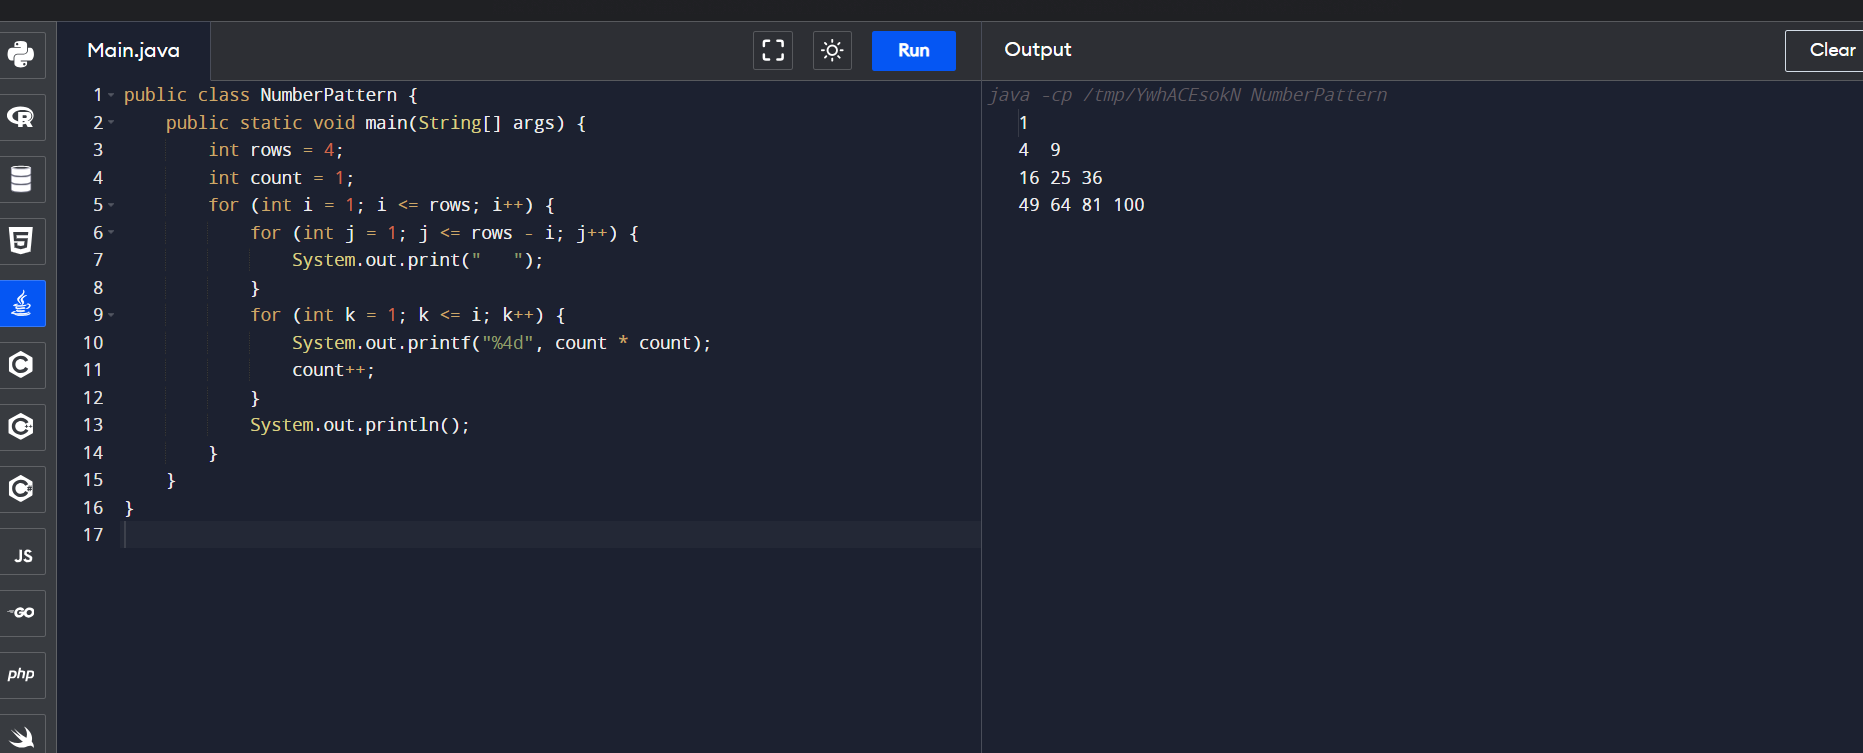 Main.java
Run
Output
Clear
1 public class NumberPattern {
2     public static void main(String[] args) {
3         int rows = 4;
4         int count = 1;
5         for (int i = 1; i <= rows; i++) {
6             for (int j = 1; j <= rows - i; j++) {
7                 System.out.print("   ");
8             }
9             for (int k = 1; k <= i; k++) {
10                 System.out.printf("%4d", count * count);
11                 count++;
12             }
13             System.out.println();
14         }
15     }
16 }
17
java -cp /tmp/YwhACEsokN NumberPattern
1
4  9
16 25 36
49 64 81 100
R
5
C
C++
C#
JS
GO
php